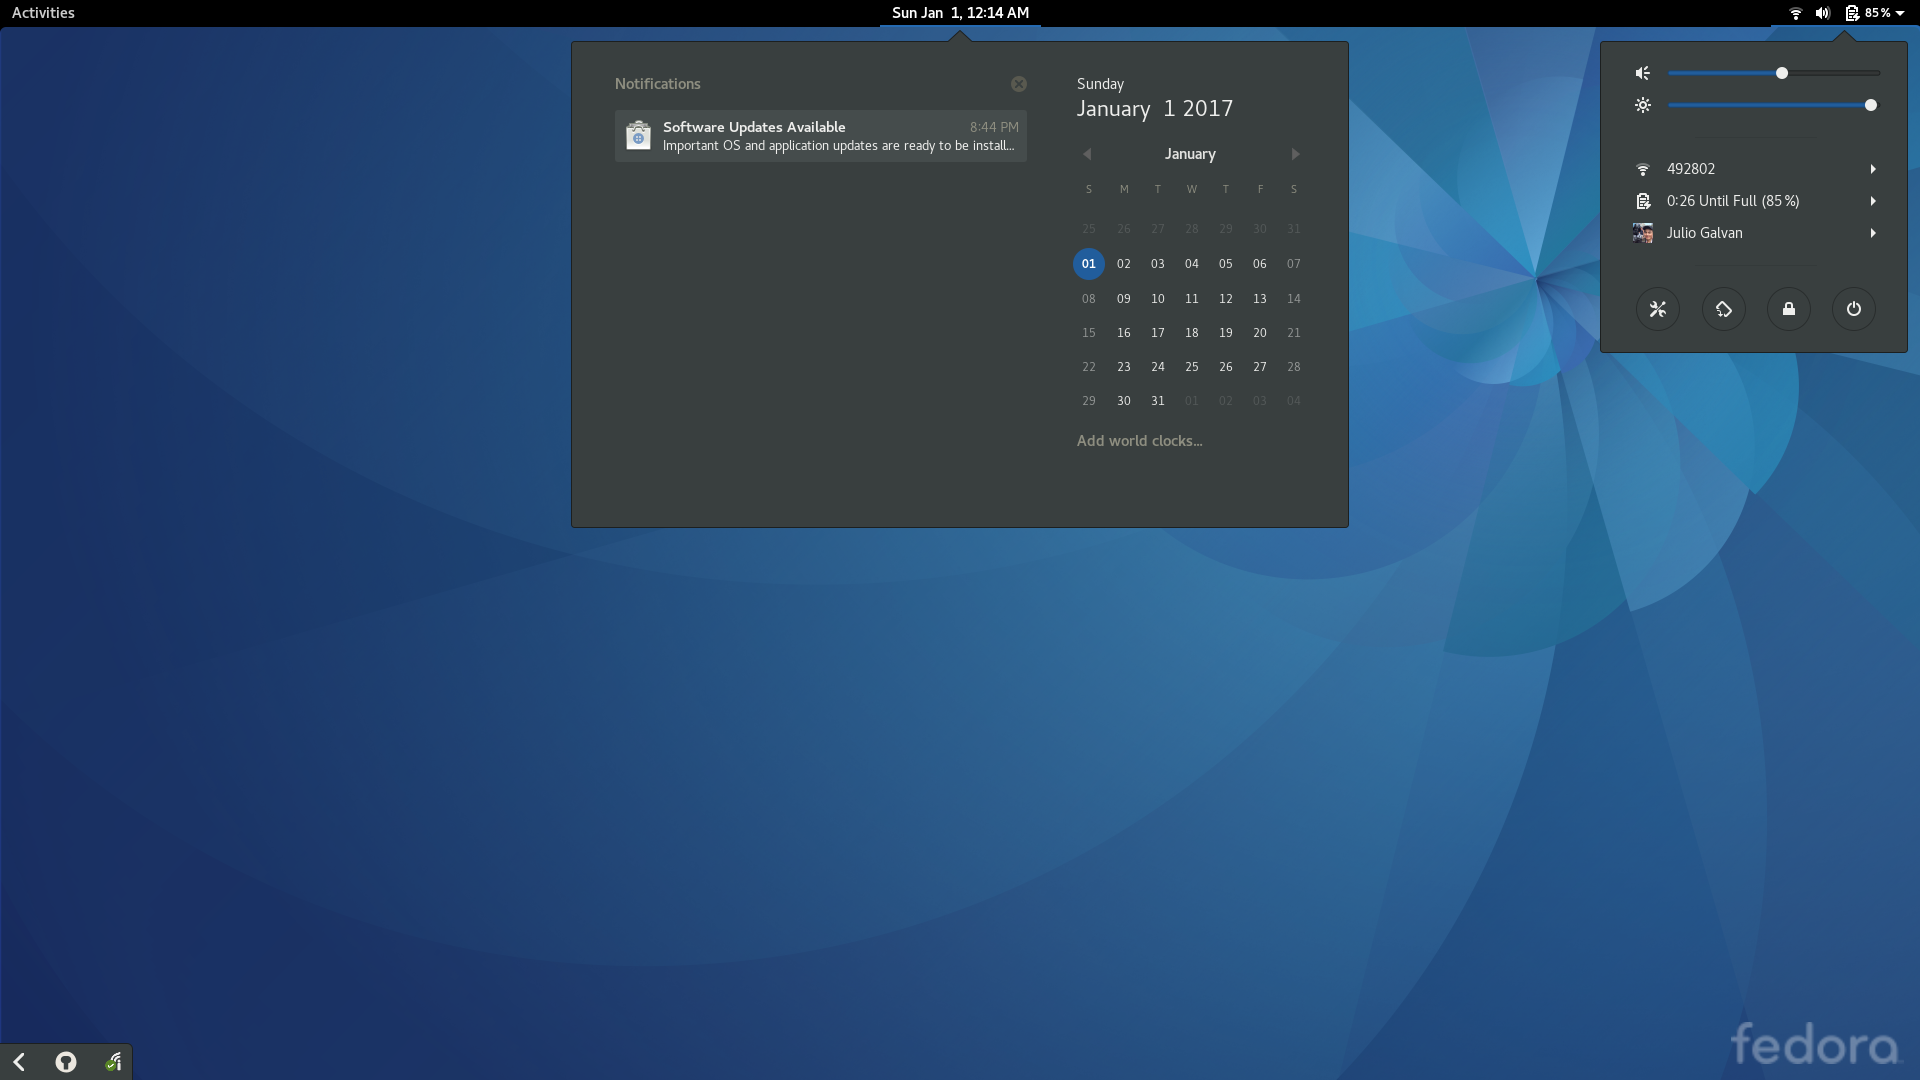 Activities
Sun Jan 1, 12:14 AM
85%
Notifications
Software Updates Available
8:44 PM
Important OS and application updates are ready to be install...
Sunday
January 1 2017
January
S M T W T F S
25 26 27 28 29 30 31
01 02 03 04 05 06 07
08 09 10 11 12 13 14
15 16 17 18 19 20 21
22 23 24 25 26 27 28
29 30 31 01 02 03 04
Add world clocks...
492802
0:26 Until Full (85%)
Julio Galvan
fedora